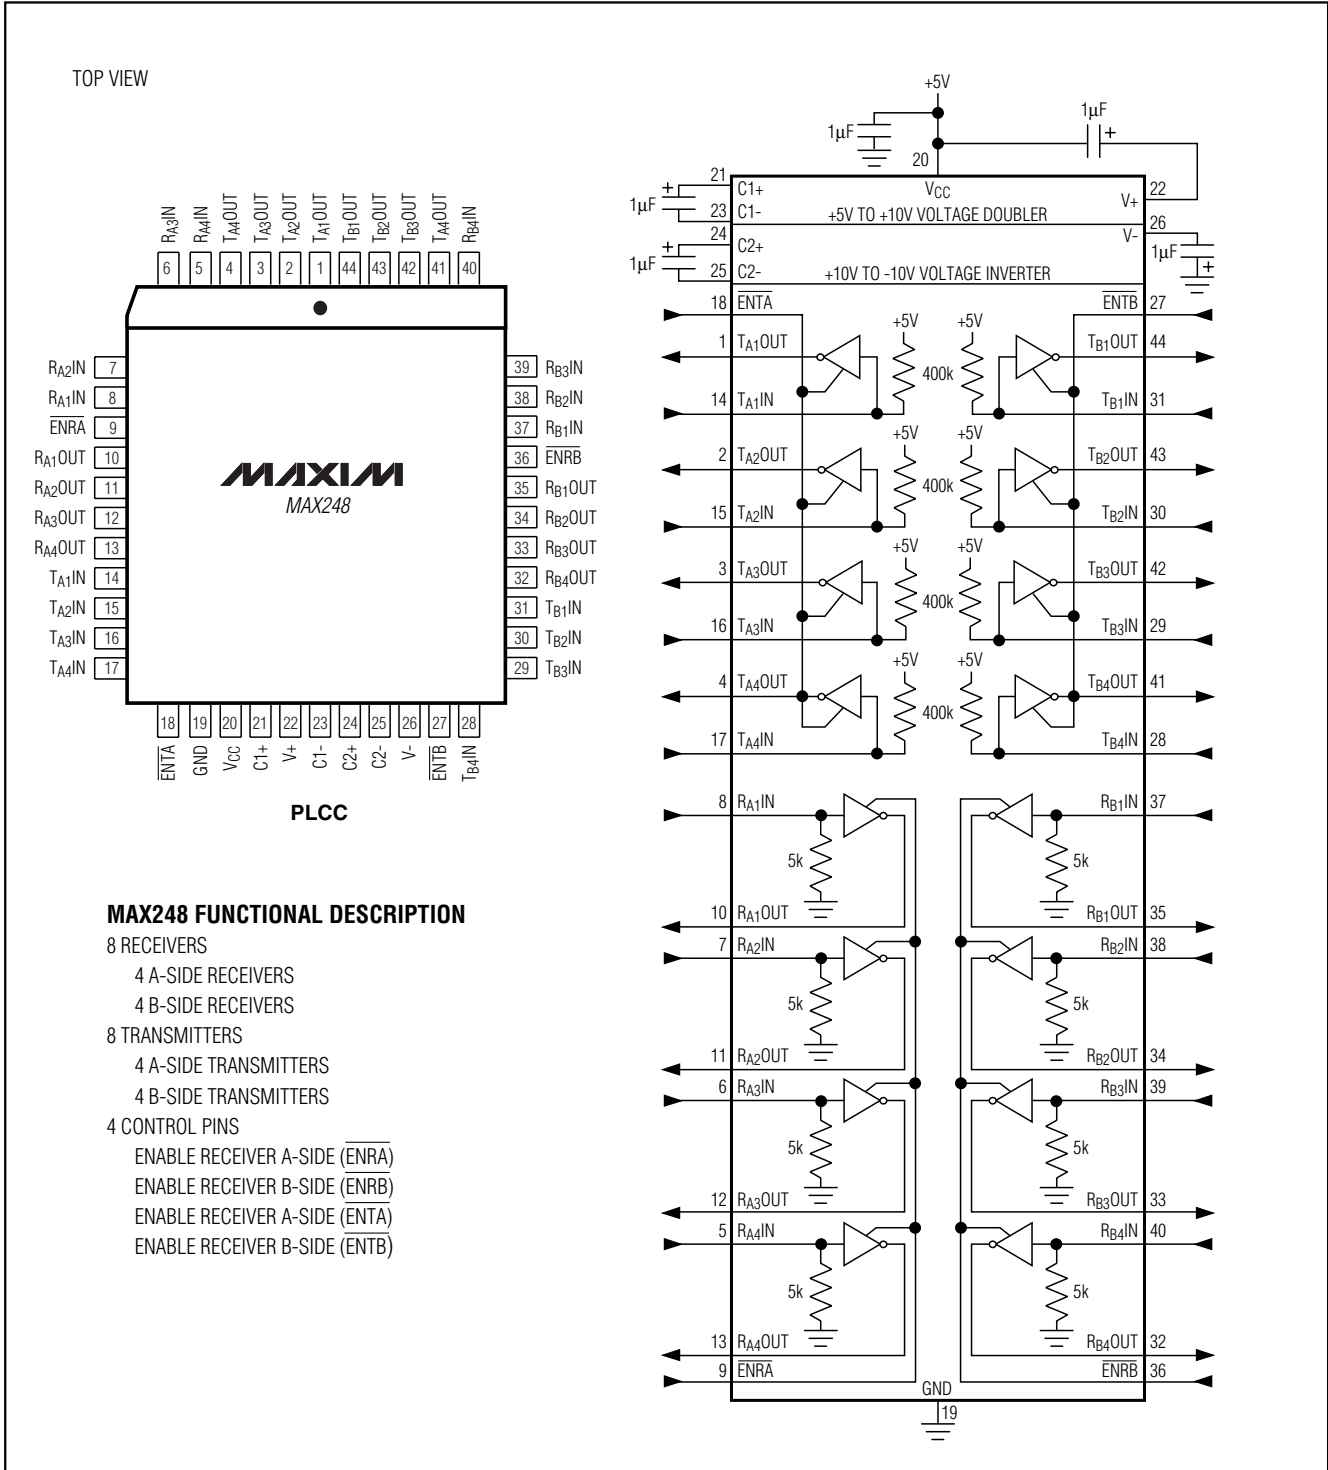 TOP VIEW
RA3IN
RA4IN
TA4OUT
TA3OUT
TA2OUT
TA1OUT
TB1OUT
TB2OUT
TB3OUT
TA4OUT
RB4IN
6 5 4 3 2 1 44 43 42 41 40
RA2IN 7
RA1IN 8
ENRA 9
RA1OUT 10
RA2OUT 11
RA3OUT 12
RA4OUT 13
TA1IN 14
TA2IN 15
TA3IN 16
TA4IN 17
MAXIM
MAX248
39 RB3IN
38 RB2IN
37 RB1IN
36 ENRB
35 RB1OUT
34 RB2OUT
33 RB3OUT
32 RB4OUT
31 TB1IN
30 TB2IN
29 TB3IN
18 19 20 21 22 23 24 25 26 27 28
ENTA
GND
VCC
C1+
V+
C1-
C2+
C2-
V-
ENTB
TB4IN
PLCC
MAX248 FUNCTIONAL DESCRIPTION
8 RECEIVERS
4 A-SIDE RECEIVERS
4 B-SIDE RECEIVERS
8 TRANSMITTERS
4 A-SIDE TRANSMITTERS
4 B-SIDE TRANSMITTERS
4 CONTROL PINS
ENABLE RECEIVER A-SIDE (ENRA)
ENABLE RECEIVER B-SIDE (ENRB)
ENABLE RECEIVER A-SIDE (ENTA)
ENABLE RECEIVER B-SIDE (ENTB)
+5V
1µF
1µF +
20
21 C1+ VCC V+ 22
+ 1µF
23 C1- +5V TO +10V VOLTAGE DOUBLER
26 V-
24 C2+
+ 1µF
1µF +
25 C2- +10V TO -10V VOLTAGE INVERTER
18 ENTA ENTB 27
+5V +5V
1 TA1OUT TB1OUT 44
400k
14 TA1IN TB1IN 31
+5V
2 TA2OUT TB2OUT 43
400k
15 TA2IN TB2IN 30
+5V
3 TA3OUT TB3OUT 42
400k
16 TA3IN TB3IN 29
+5V
4 TA4OUT TB4OUT 41
400k
17 TA4IN TB4IN 28
8 RA1IN RB1IN 37
5k 5k
10 RA1OUT RB1OUT 35
7 RA2IN RB2IN 38
5k 5k
11 RA2OUT RB2OUT 34
6 RA3IN RB3IN 39
5k 5k
12 RA3OUT RB3OUT 33
5 RA4IN RB4IN 40
5k 5k
13 RA4OUT RB4OUT 32
9 ENRA ENRB 36
GND
19